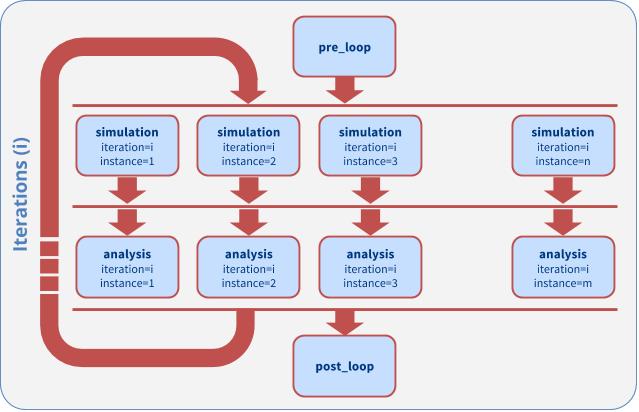 pre_loop
Iterations (i)
simulation
iteration=i
instance=1
simulation
iteration=i
instance=2
simulation
iteration=i
instance=3
simulation
iteration=i
instance=n
analysis
iteration=i
instance=1
analysis
iteration=i
instance=2
analysis
iteration=i
instance=3
analysis
iteration=i
instance=m
post_loop